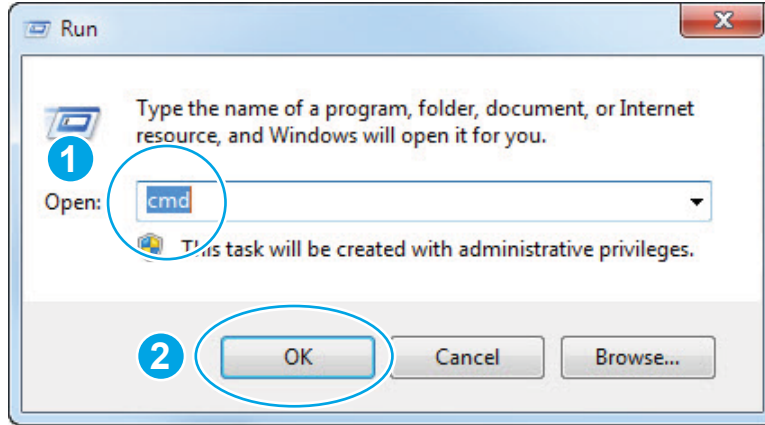 Run
Type the name of a program, folder, document, or Internet
resource, and Windows will open it for you.
1
Open: cmd
This task will be created with administrative privileges.
2
OK Cancel Browse...